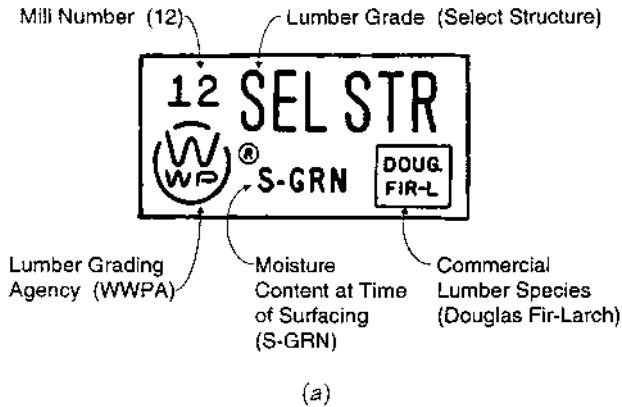 Mill Number (12)
Lumber Grade (Select Structure)
12 SEL STR
W
WP
®
S-GRN
DOUG.
FIR-L
Lumber Grading
Agency (WWPA)
Moisture
Content at Time
of Surfacing
(S-GRN)
Commercial
Lumber Species
(Douglas Fir-Larch)
(a)